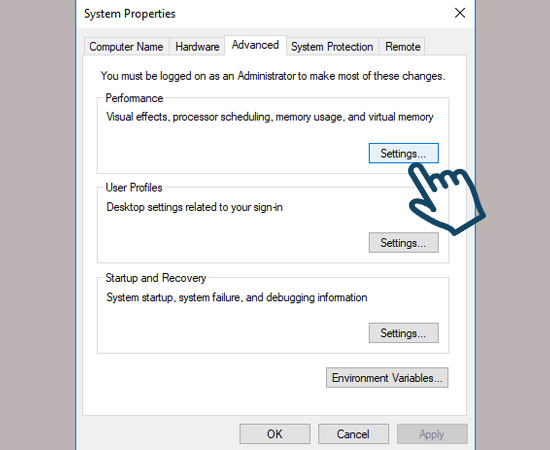 System Properties
Computer Name Hardware Advanced System Protection Remote
You must be logged on as an Administrator to make most of these changes.
Performance
Visual effects, processor scheduling, memory usage, and virtual memory
Settings...
User Profiles
Desktop settings related to your sign-in
Settings...
Startup and Recovery
System startup, system failure, and debugging information
Settings...
Environment Variables...
OK Cancel Apply